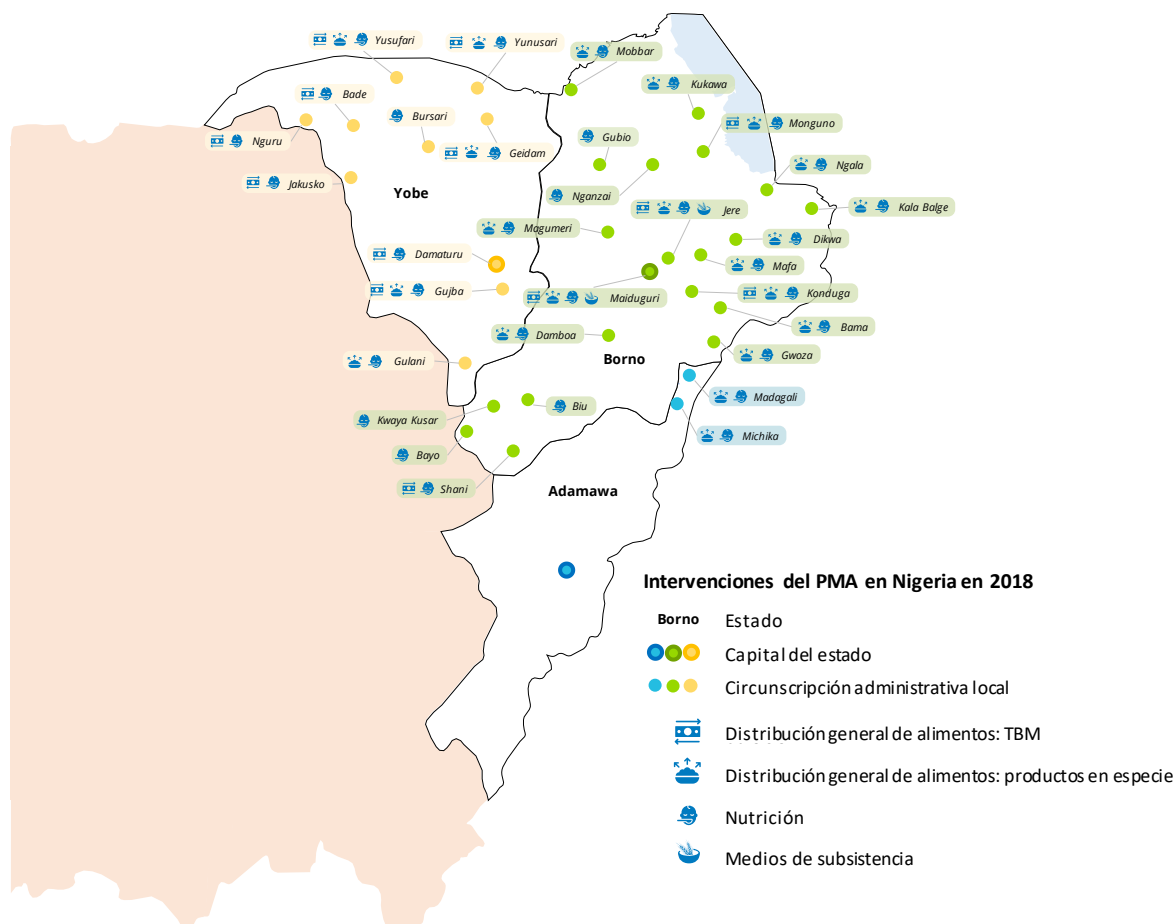 Yusufari
Yunusari
Mobbar
Kukawa
Bade
Bursari
Monguno
Nguru
Gubio
Geidam
Ngala
Jakusko
Yobe
Nganzai
Kala Balge
Jere
Magumeri
Dikwa
Damaturu
Mafa
Gujba
Maiduguri
Konduga
Bama
Damboa
Gwoza
Gulani
Borno
Madagali
Biu
Kwaya Kusar
Michika
Bayo
Shani
Adamawa
Intervenciones del PMA en Nigeria en 2018
Borno Estado
Capital del estado
Circunscripción administrativa local
Distribución general de alimentos: TBM
Distribución general de alimentos: productos en especie
Nutrición
Medios de subsistencia